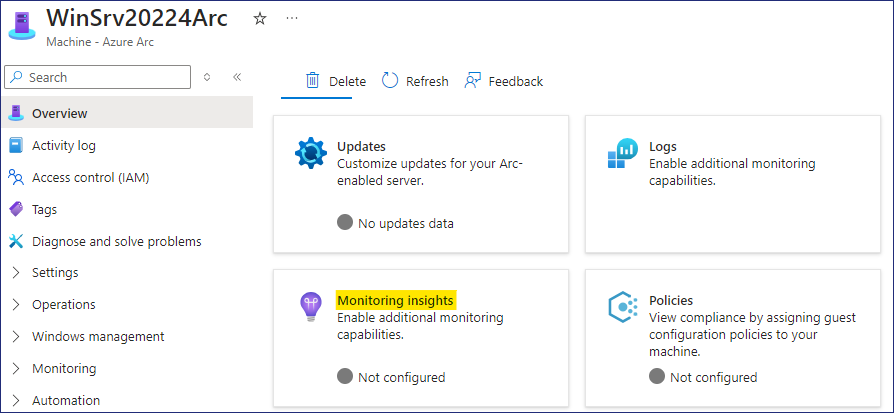 WinSrv20224Arc
Machine - Azure Arc
Search
Overview
Activity log
Access control (IAM)
Tags
Diagnose and solve problems
Settings
Operations
Windows management
Monitoring
Automation
Delete Refresh Feedback
Updates
Customize updates for your Arc-
enabled server.
No updates data
Logs
Enable additional monitoring
capabilities.
Monitoring insights
Enable additional monitoring
capabilities.
Not configured
Policies
View compliance by assigning guest
configuration policies to your
machine.
Not configured